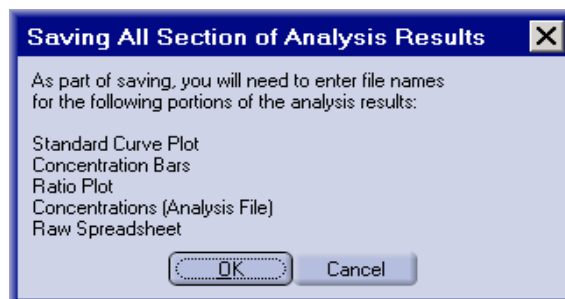 Saving All Section of Analysis Results
As part of saving, you will need to enter file names
for the following portions of the analysis results:
Standard Curve Plot
Concentration Bars
Ratio Plot
Concentrations (Analysis File)
Raw Spreadsheet
OK Cancel